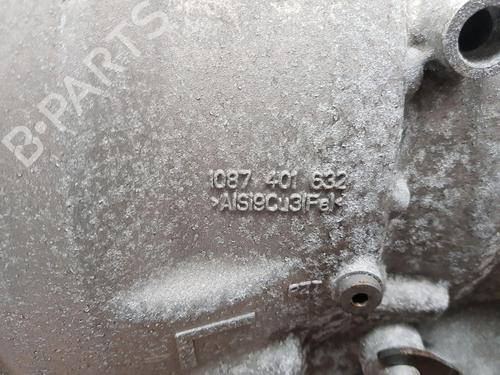 B-PARTS
1087 401 632
>AlSi9Cu3(Fe)<